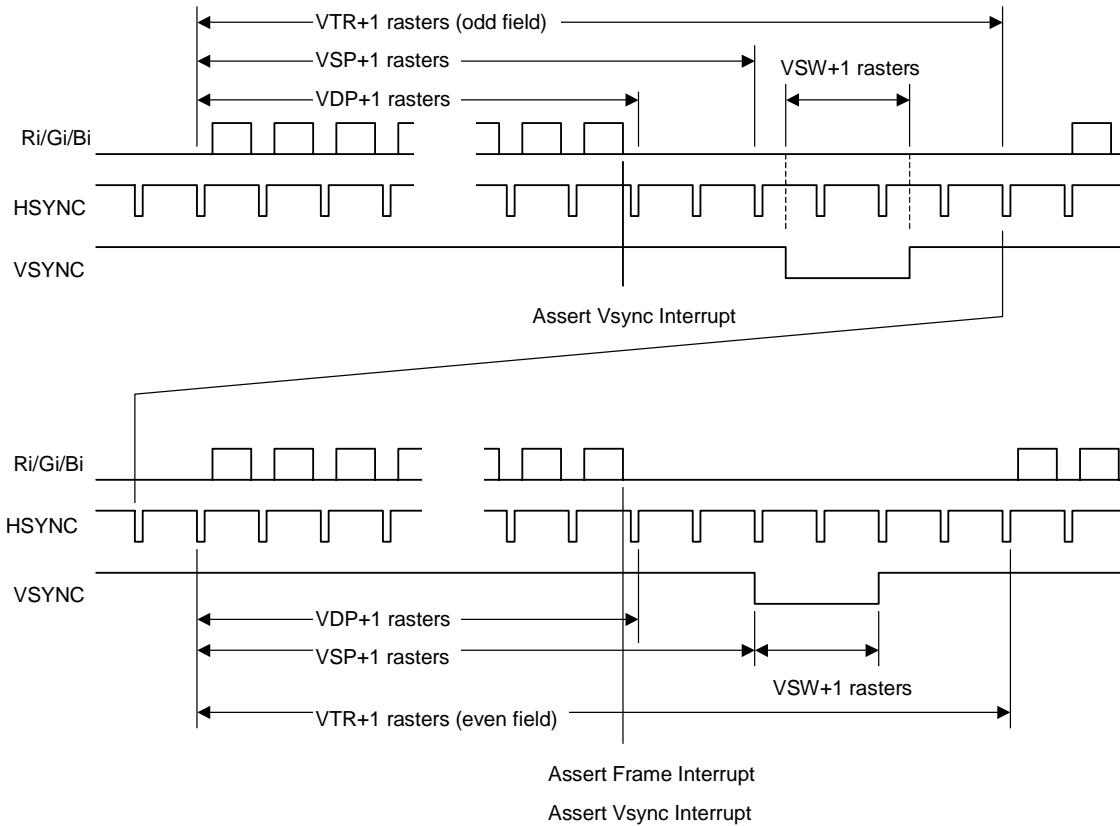 VTR+1 rasters (odd field)
VSP+1 rasters
VSW+1 rasters
VDP+1 rasters
Ri/Gi/Bi
HSYNC
VSYNC
Assert Vsync Interrupt
Ri/Gi/Bi
HSYNC
VSYNC
VDP+1 rasters
VSP+1 rasters
VSW+1 rasters
VTR+1 rasters (even field)
Assert Frame Interrupt
Assert Vsync Interrupt